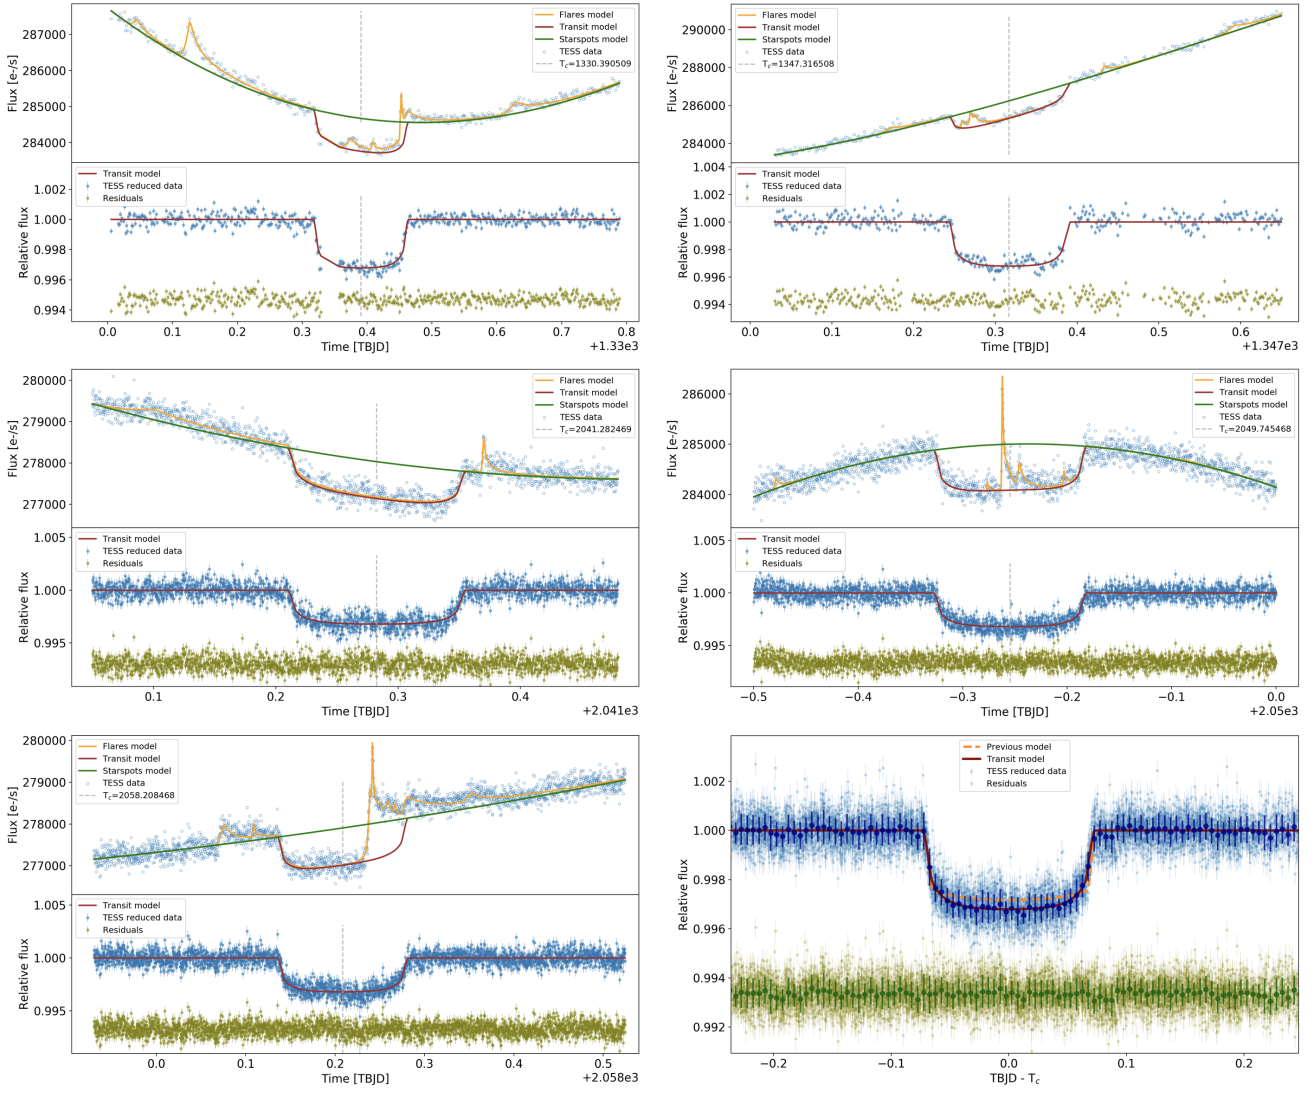 Flux [e-/s]
287000
286000
285000
284000
Flares model
Transit model
Starspots model
TESS data
T_c=1330.390509
Relative flux
1.002
1.000
0.998
0.996
0.994
Transit model
TESS reduced data
Residuals
0.0 0.1 0.2 0.3 0.4 0.5 0.6 0.7 0.8
Time [TBJD]
+1.33e3
Flux [e-/s]
290000
288000
286000
284000
Flares model
Transit model
Starspots model
TESS data
T_c=1347.316508
Relative flux
1.004
1.002
1.000
0.998
0.996
0.994
Transit model
TESS reduced data
Residuals
0.0 0.1 0.2 0.3 0.4 0.5 0.6
Time [TBJD]
+1.347e3
Flux [e-/s]
280000
279000
278000
277000
Flares model
Transit model
Starspots model
TESS data
T_c=2041.282469
Relative flux
1.005
1.000
0.995
Transit model
TESS reduced data
Residuals
0.1 0.2 0.3 0.4
Time [TBJD]
+2.041e3
Flux [e-/s]
286000
285000
284000
Flares model
Transit model
Starspots model
TESS data
T_c=2049.745468
Relative flux
1.005
1.000
0.995
Transit model
TESS reduced data
Residuals
−0.5 −0.4 −0.3 −0.2 −0.1 0.0
Time [TBJD]
+2.05e3
Flux [e-/s]
280000
279000
278000
277000
Flares model
Transit model
Starspots model
TESS data
T_c=2058.208468
Relative flux
1.005
1.000
0.995
Transit model
TESS reduced data
Residuals
0.0 0.1 0.2 0.3 0.4 0.5
Time [TBJD]
+2.058e3
Relative flux
1.002
1.000
0.998
0.996
0.994
0.992
Previous model
Transit model
TESS reduced data
Residuals
−0.2 −0.1 0.0 0.1 0.2
TBJD - T_c